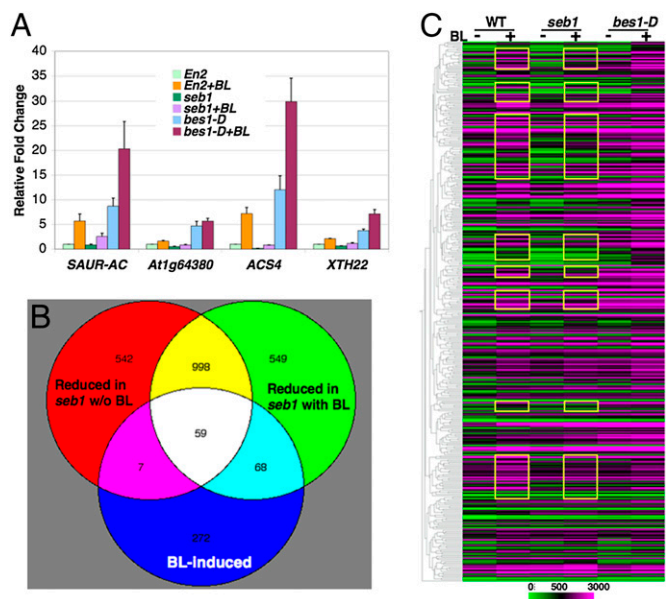 A
Relative Fold Change
40
35
30
25
20
15
10
5
0
En2
En2+BL
seb1
seb1+BL
bes1-D
bes1-D+BL
SAUR-AC At1g64380 ACS4 XTH22
B
542
998
549
Reduced in
seb1 w/o BL
Reduced in
seb1 with BL
59
7
68
272
BL-induced
C
WT seb1 bes1-D
BL - + - + - +
0 500 3000